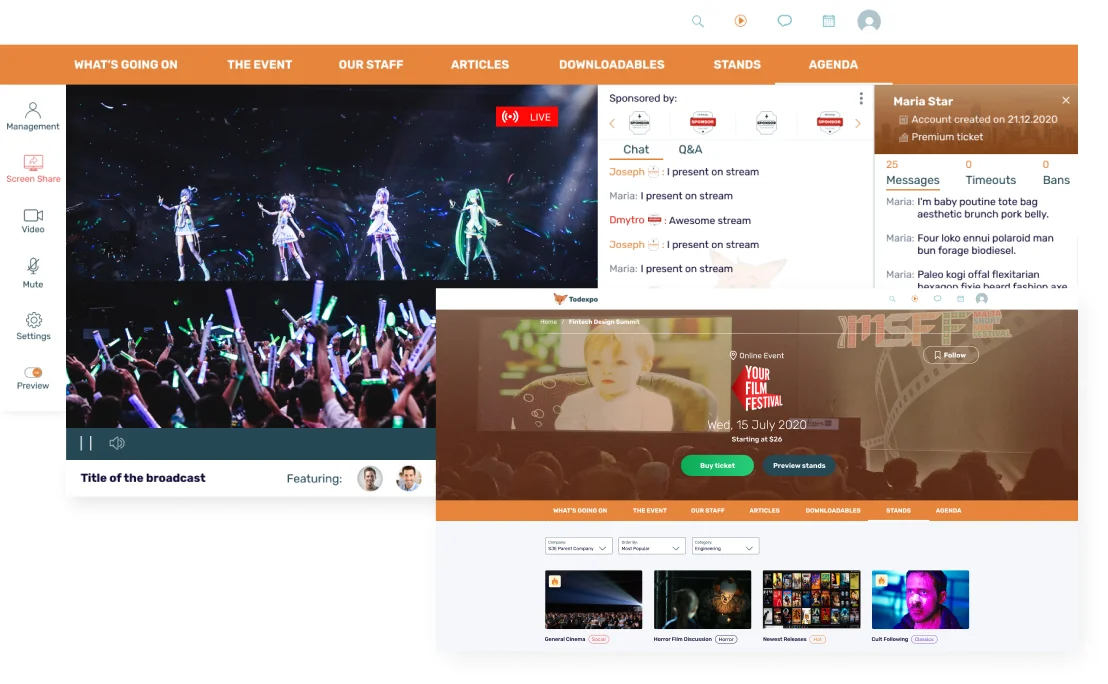 WHAT'S GOING ON
THE EVENT
OUR STAFF
ARTICLES
DOWNLOADABLES
STANDS
AGENDA
Management
Screen Share
Video
Mute
Settings
Preview
LIVE
Title of the broadcast
Featuring:
Sponsored by:
SPONSOR
SPONSOR
SPONSOR
SPONSOR
Chat
Q&A
Joseph : I present on stream
Maria: I present on stream
Dmytro : Awesome stream
Joseph : I present on stream
Maria: I present on stream
Maria Star
Account created on 21.12.2020
Premium ticket
25
Messages
0
Timeouts
0
Bans
Maria: I'm baby poutine tote bag
aesthetic brunch pork belly.
Maria: Four loko ennui polaroid man
bun forage biodiesel.
Maria: Paleo kogi offal flexitarian
hexagon fixie beard fashion axe
Todexpo
Home / Fintech Design Summit
MSFF
MALTA
SHORT
FILM
FESTIVAL
Follow
Online Event
YOUR
FILM
FESTIVAL
Wed, 15 July 2020
Starting at $26
Buy ticket
Preview stands
WHAT'S GOING ON
THE EVENT
OUR STAFF
ARTICLES
DOWNLOADABLES
STANDS
AGENDA
Company:
SJE Parent Company
Order By:
Most Popular
Category:
Engineering
General Cinema Social
Horror Film Discussion Horror
Newest Releases Hot
Cult Following Classics